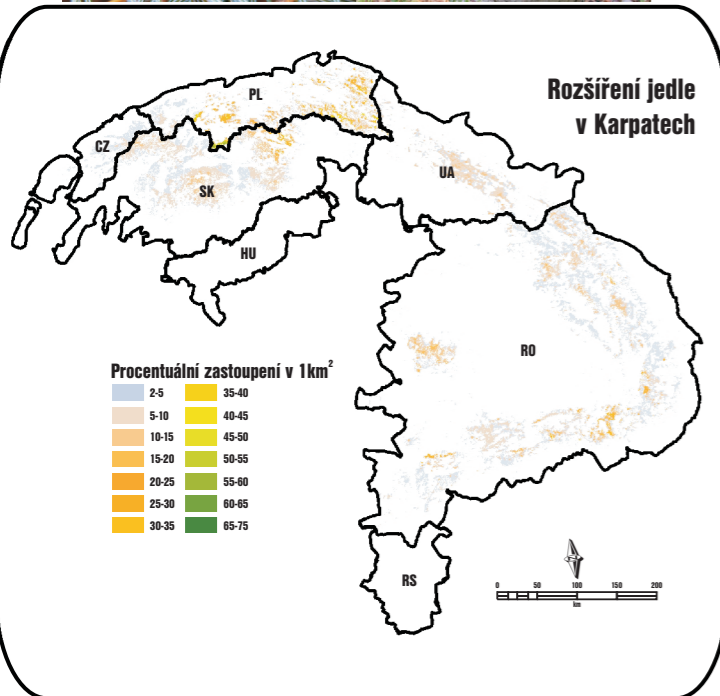 Rozšíření jedle
v Karpatech
PL
CZ
SK
UA
HU
RO
RS
Procentuální zastoupení v 1km²
2-5
5-10
10-15
15-20
20-25
25-30
30-35
35-40
40-45
45-50
50-55
55-60
60-65
65-75
0 50 100 150 200
km